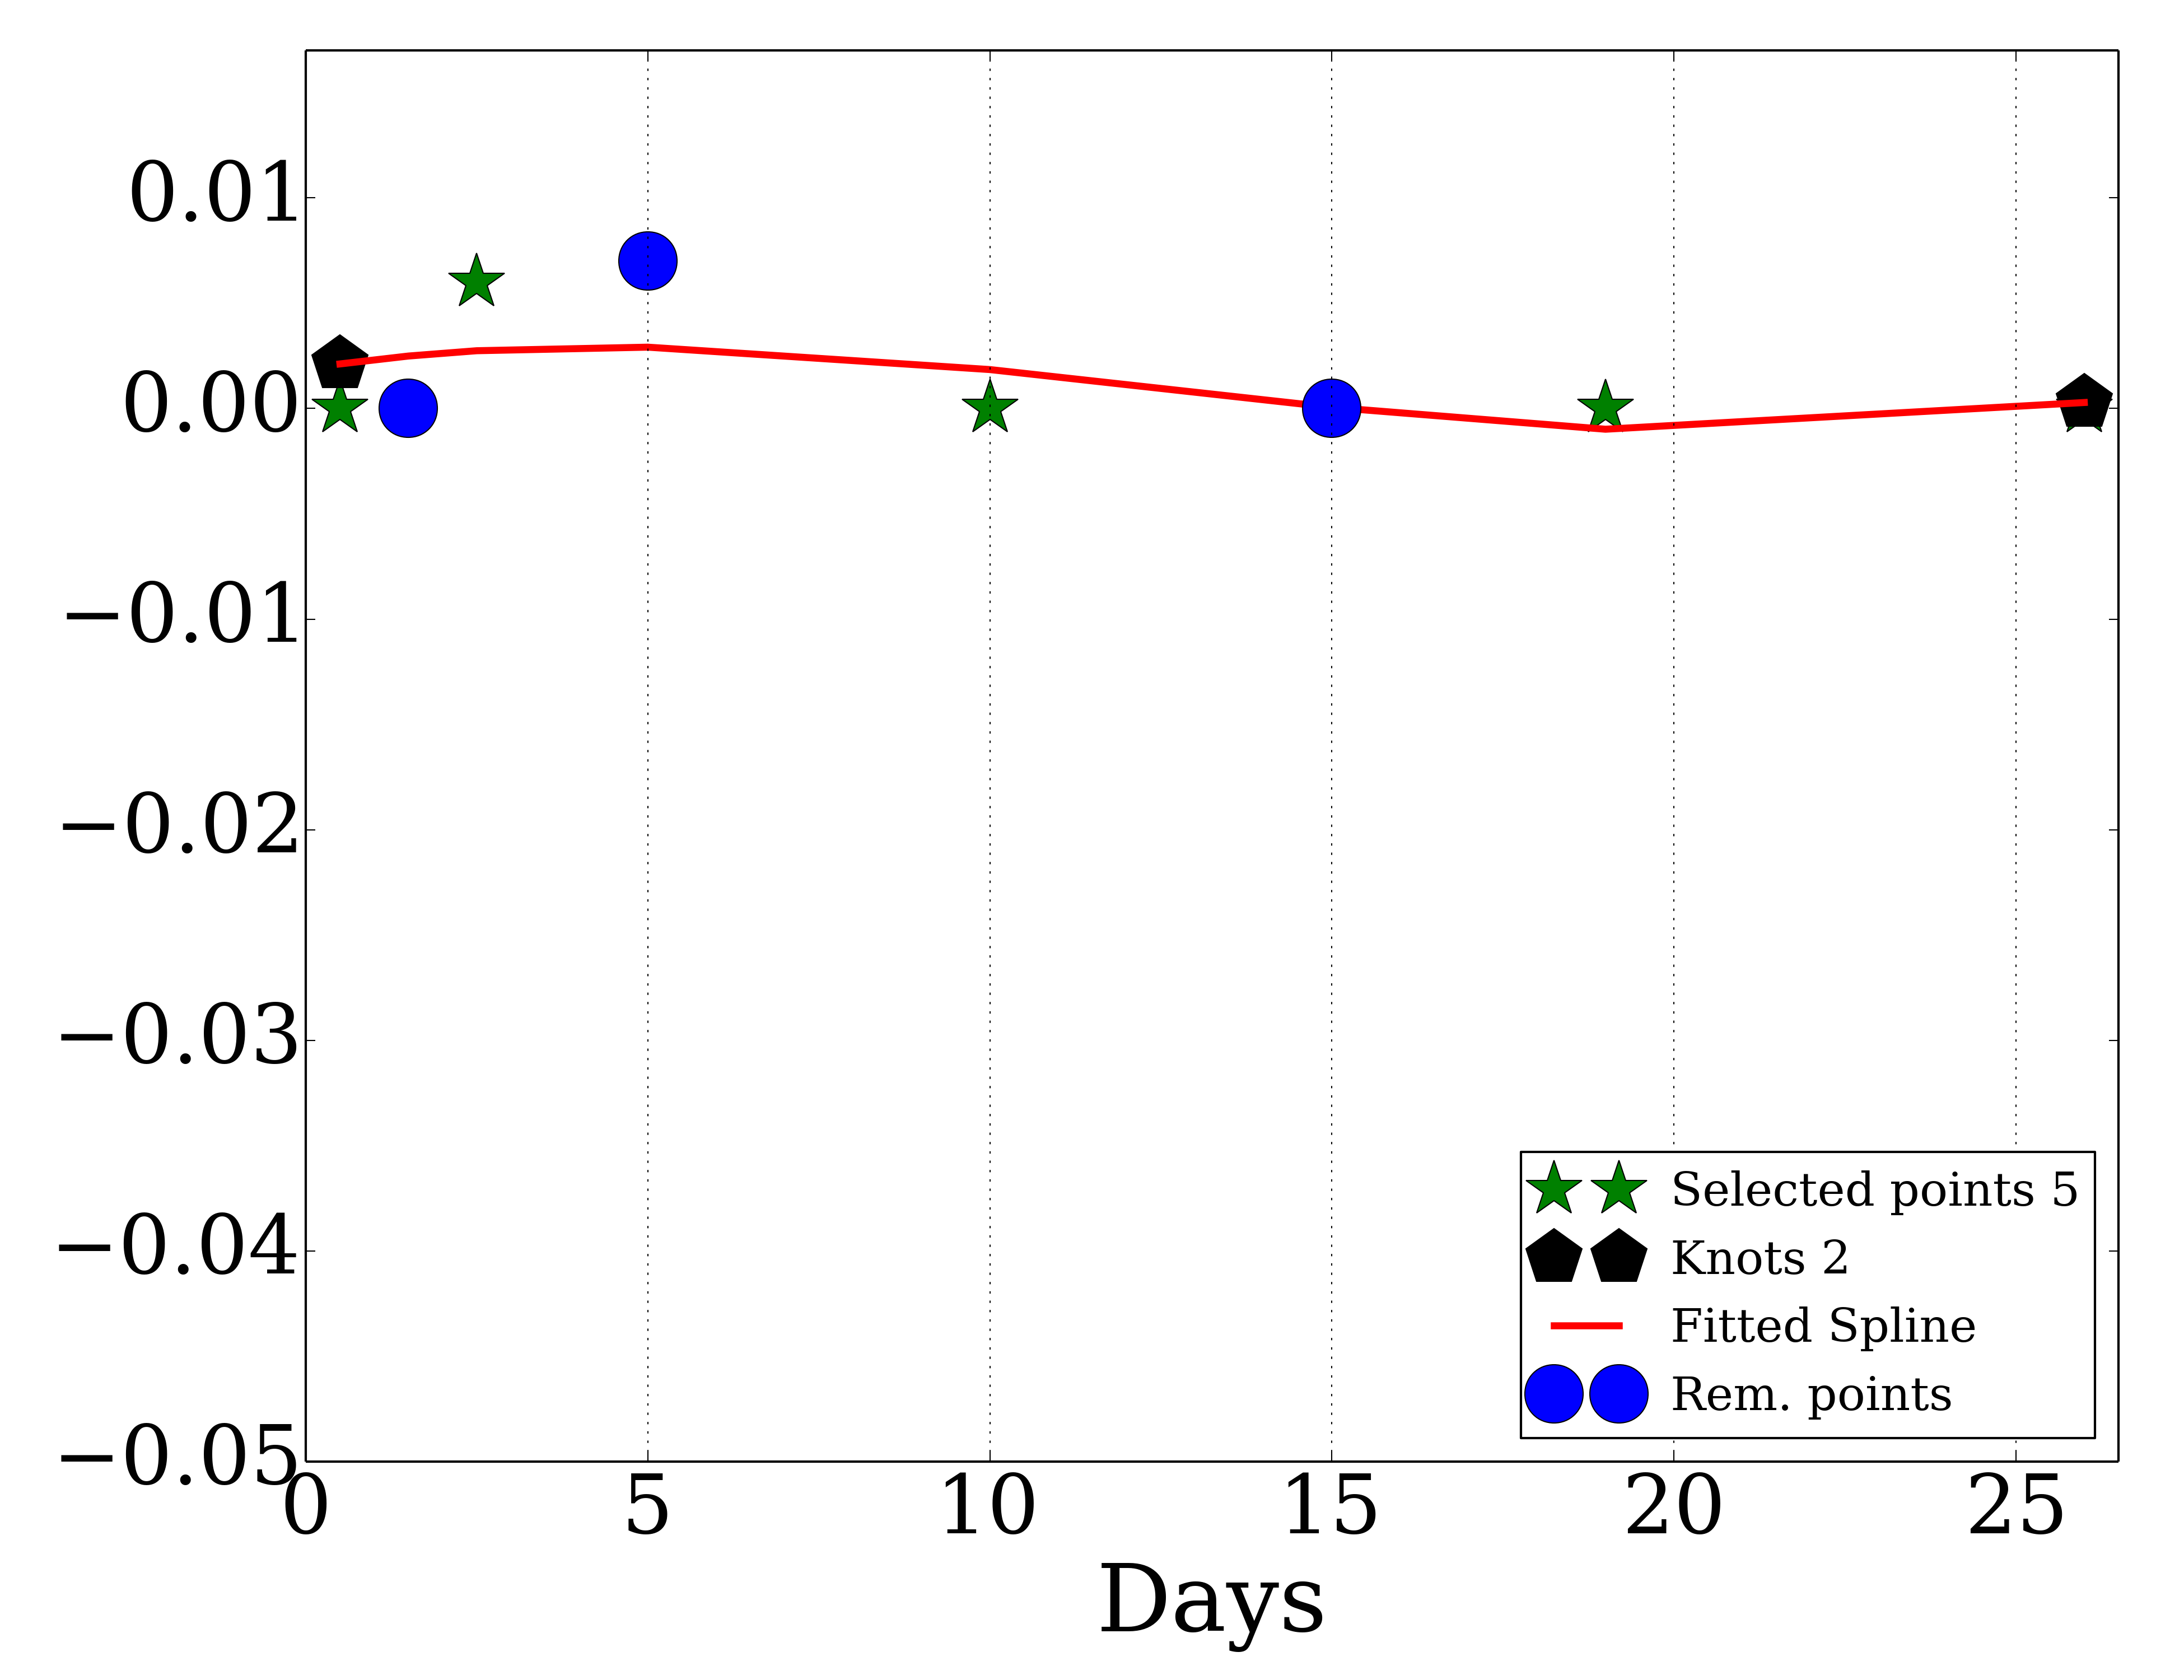 0.01
0.00
−0.01
−0.02
−0.03
−0.04
−0.05
0 5 10 15 20 25
Days
Selected points 5
Knots 2
Fitted Spline
Rem. points